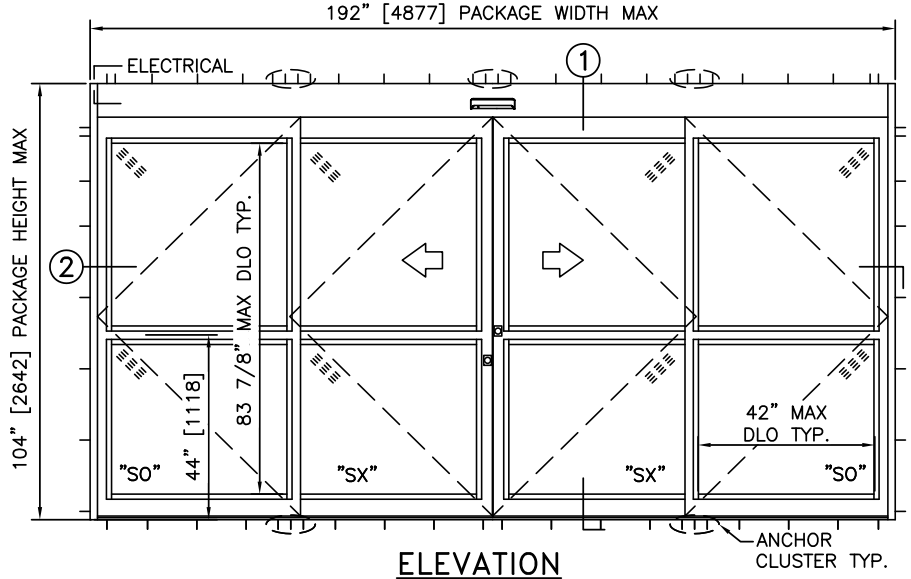 192” [4877] PACKAGE WIDTH MAX
ELECTRICAL
1
104” [2642] PACKAGE HEIGHT MAX
2
83 7/8” MAX DLO TYP.
44” [1118]
42” MAX
DLO TYP.
”SO”
”SX”
”SX”
”SO”
ANCHOR
CLUSTER TYP.
ELEVATION